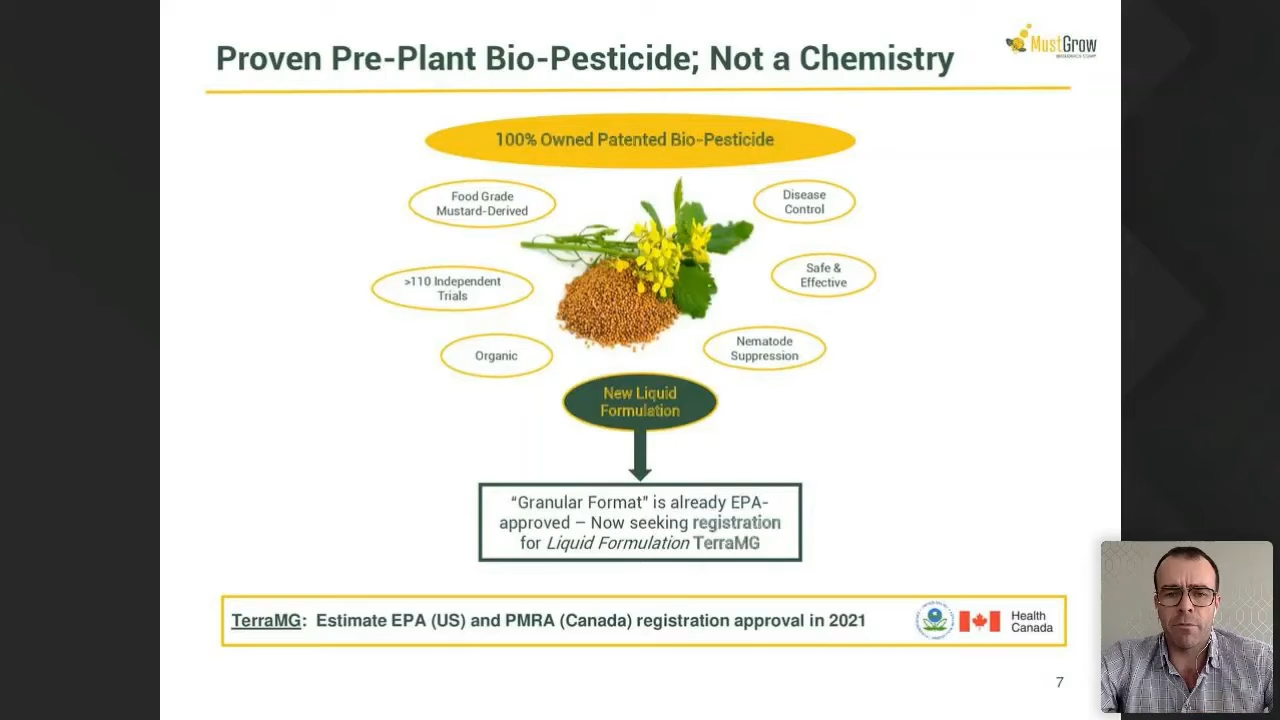 Proven Pre-Plant Bio-Pesticide; Not a Chemistry
MustGrow
BIOLOGICS CORP
100% Owned Patented Bio-Pesticide
Food Grade
Mustard-Derived
Disease
Control
>110 Independent
Trials
Safe &
Effective
Organic
Nematode
Suppression
New Liquid
Formulation
“Granular Format” is already EPA-
approved – Now seeking registration
for Liquid Formulation TerraMG
TerraMG: Estimate EPA (US) and PMRA (Canada) registration approval in 2021
Health
Canada
7